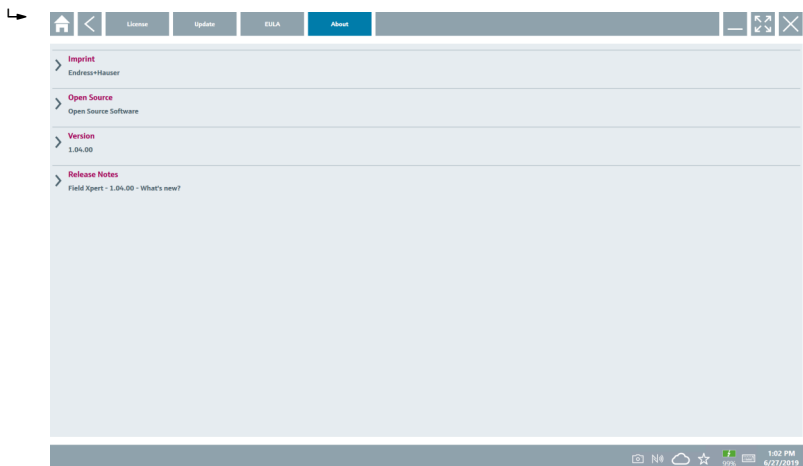 License Update EULA About
Imprint
Endress+Hauser
Open Source
Open Source Software
Version
1.04.00
Release Notes
Field Xpert - 1.04.00 - What's new?
99% 1:02 PM
6/27/2019